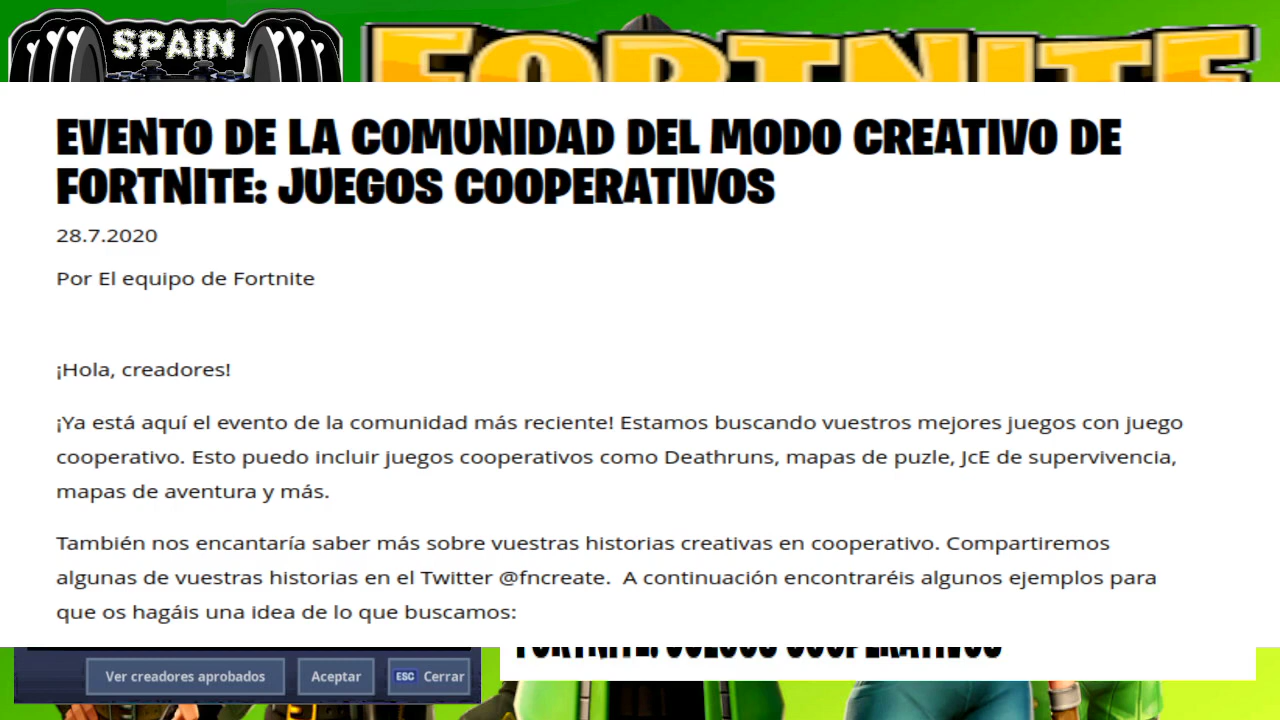 SPAIN
FORTNITE
EVENTO DE LA COMUNIDAD DEL MODO CREATIVO DE
FORTNITE: JUEGOS COOPERATIVOS
28.7.2020
Por El equipo de Fortnite
¡Hola, creadores!
¡Ya está aquí el evento de la comunidad más reciente! Estamos buscando vuestros mejores juegos con juego
cooperativo. Esto puedo incluir juegos cooperativos como Deathruns, mapas de puzle, JcE de supervivencia,
mapas de aventura y más.
También nos encantaría saber más sobre vuestras historias creativas en cooperativo. Compartiremos
algunas de vuestras historias en el Twitter @fncreate.  A continuación encontraréis algunos ejemplos para
que os hagáis una idea de lo que buscamos:
FORTNITE: JUEGOS COOPERATIVOS
Ver creadores aprobados
Aceptar
ESC Cerrar